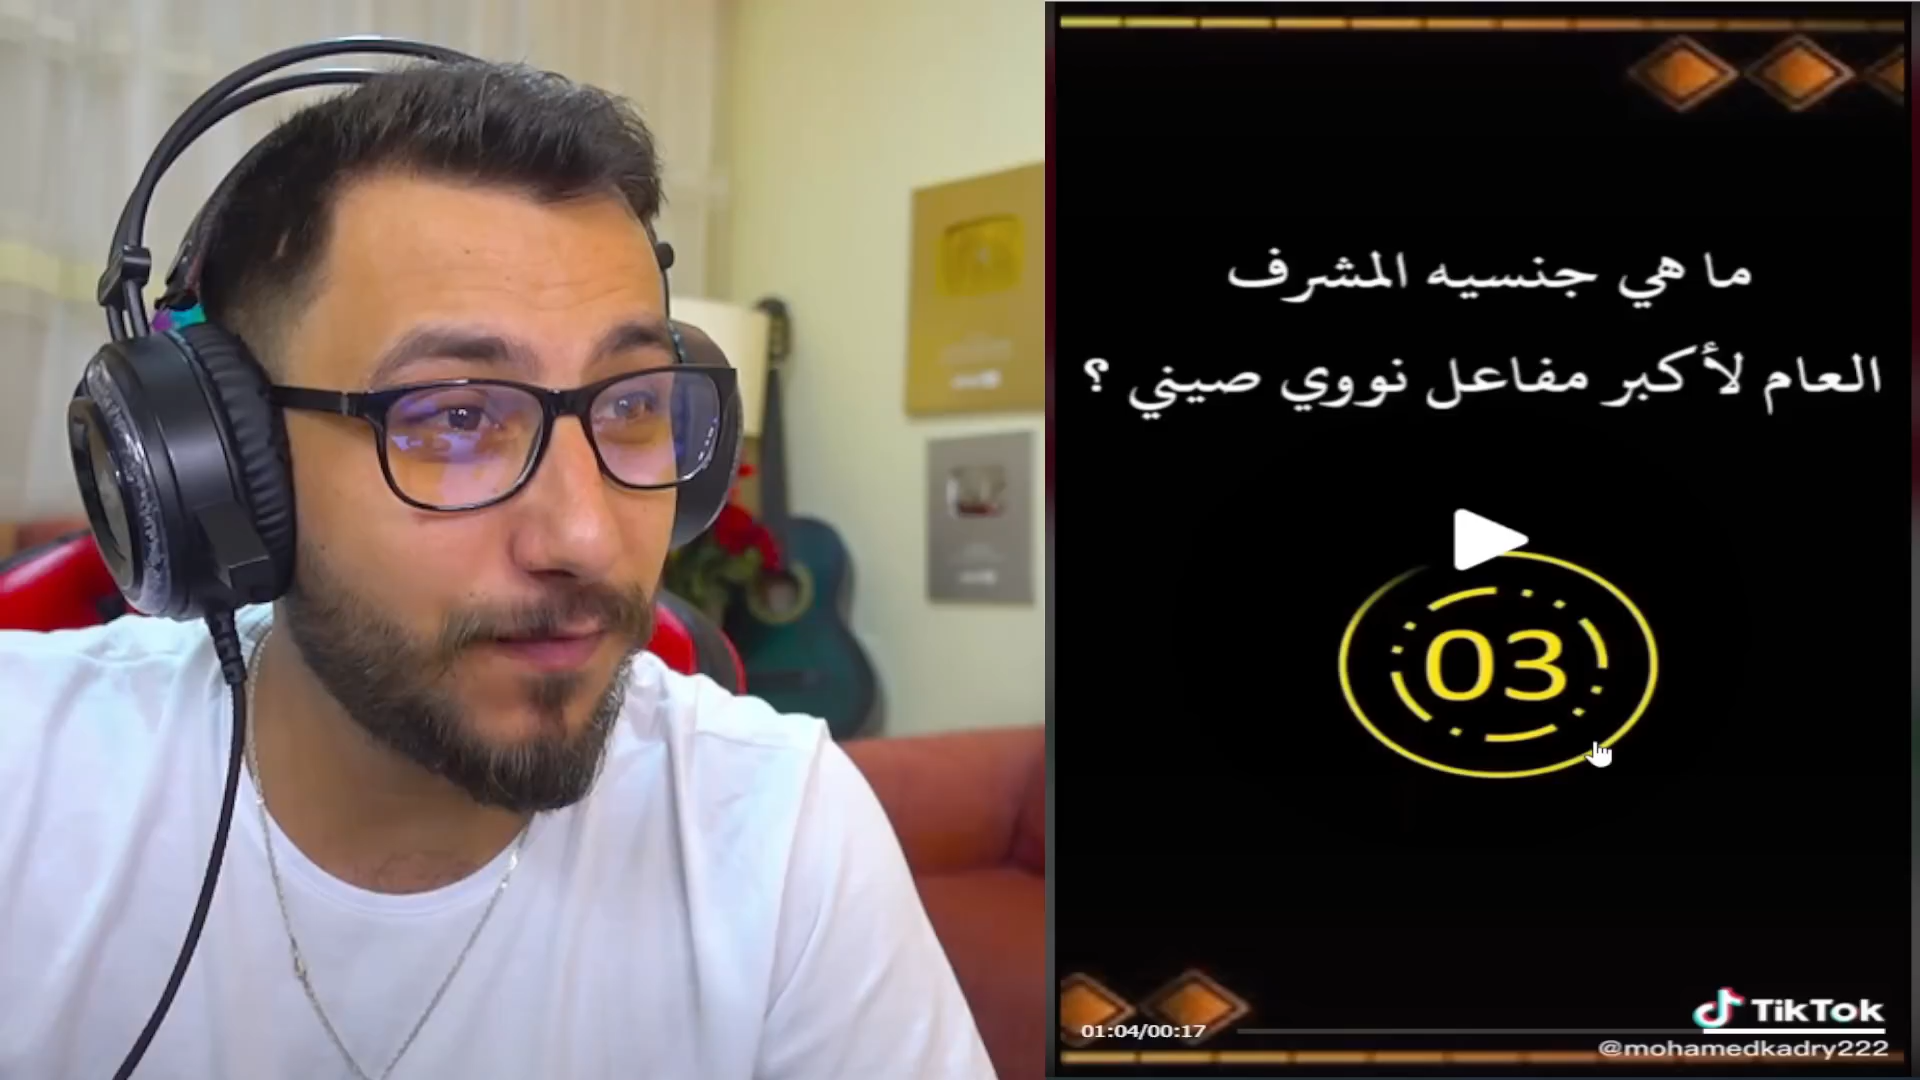 ما هي جنسيه المشرف
العام لأكبر مفاعل نووي صيني ؟
03
TikTok
01:04/00:17
@mohamedkadry222